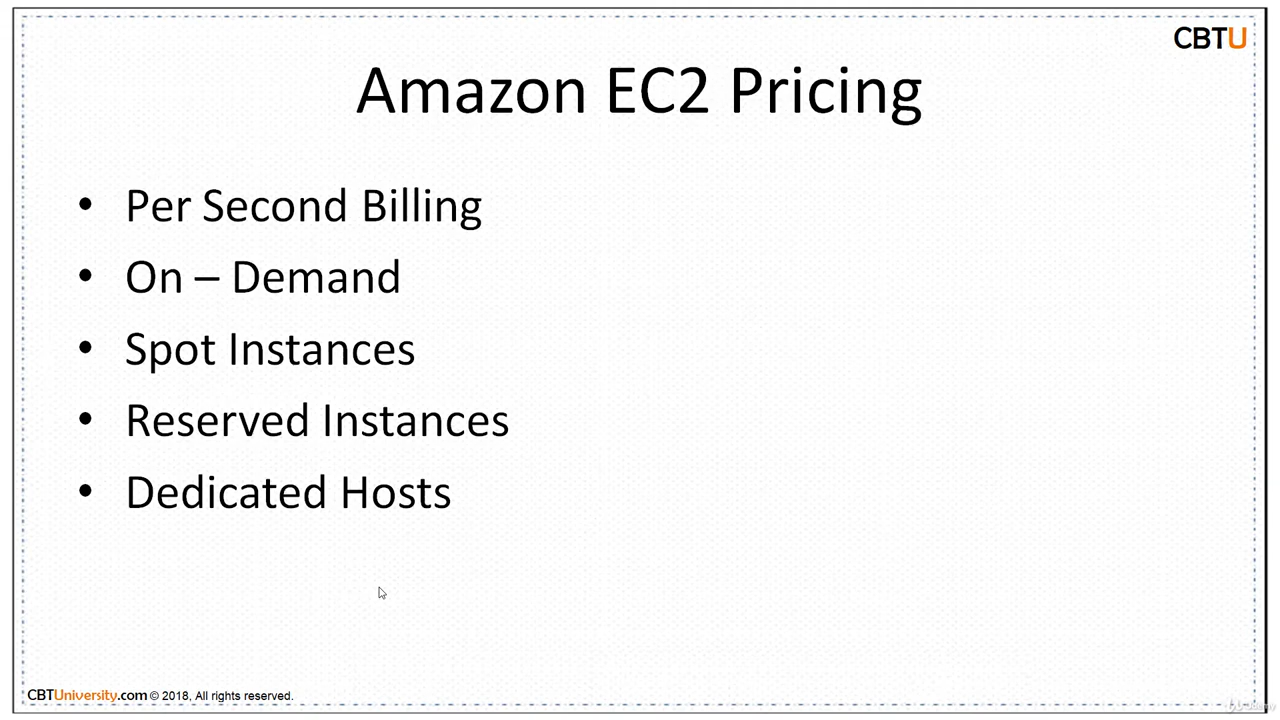 CBTU
Amazon EC2 Pricing
• Per Second Billing
• On – Demand
• Spot Instances
• Reserved Instances
• Dedicated Hosts
CBTUniversity.com © 2018, All rights reserved.